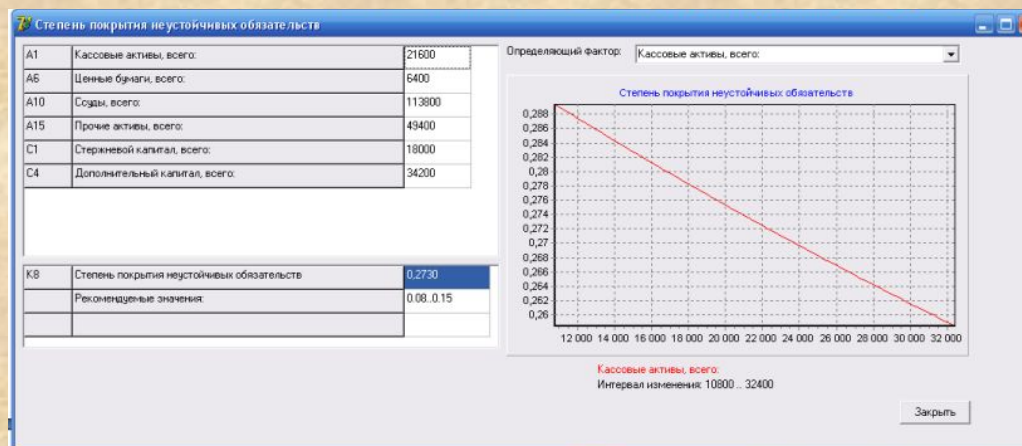 Степень покрытия неустойчивых обязательств
A1 Кассовые активы, всего: 21600
A6 Ценные бумаги, всего: 6400
A10 Ссуды, всего: 113800
A15 Прочие активы, всего: 49400
C1 Стержневой капитал, всего: 18000
C4 Дополнительный капитал, всего: 34200
K8 Степень покрытия неустойчивых обязательств 0,2730
Рекомендуемые значения: 0.08..0.15
Определяющий фактор: Кассовые активы, всего:
Степень покрытия неустойчивых обязательств
0,288
0,286
0,284
0,282
0,28
0,278
0,276
0,274
0,272
0,27
0,268
0,266
0,264
0,262
0,26
12 000 14 000 16 000 18 000 20 000 22 000 24 000 26 000 28 000 30 000 32 000
Кассовые активы, всего:
Интервал изменения: 10800 .. 32400
Закрыть